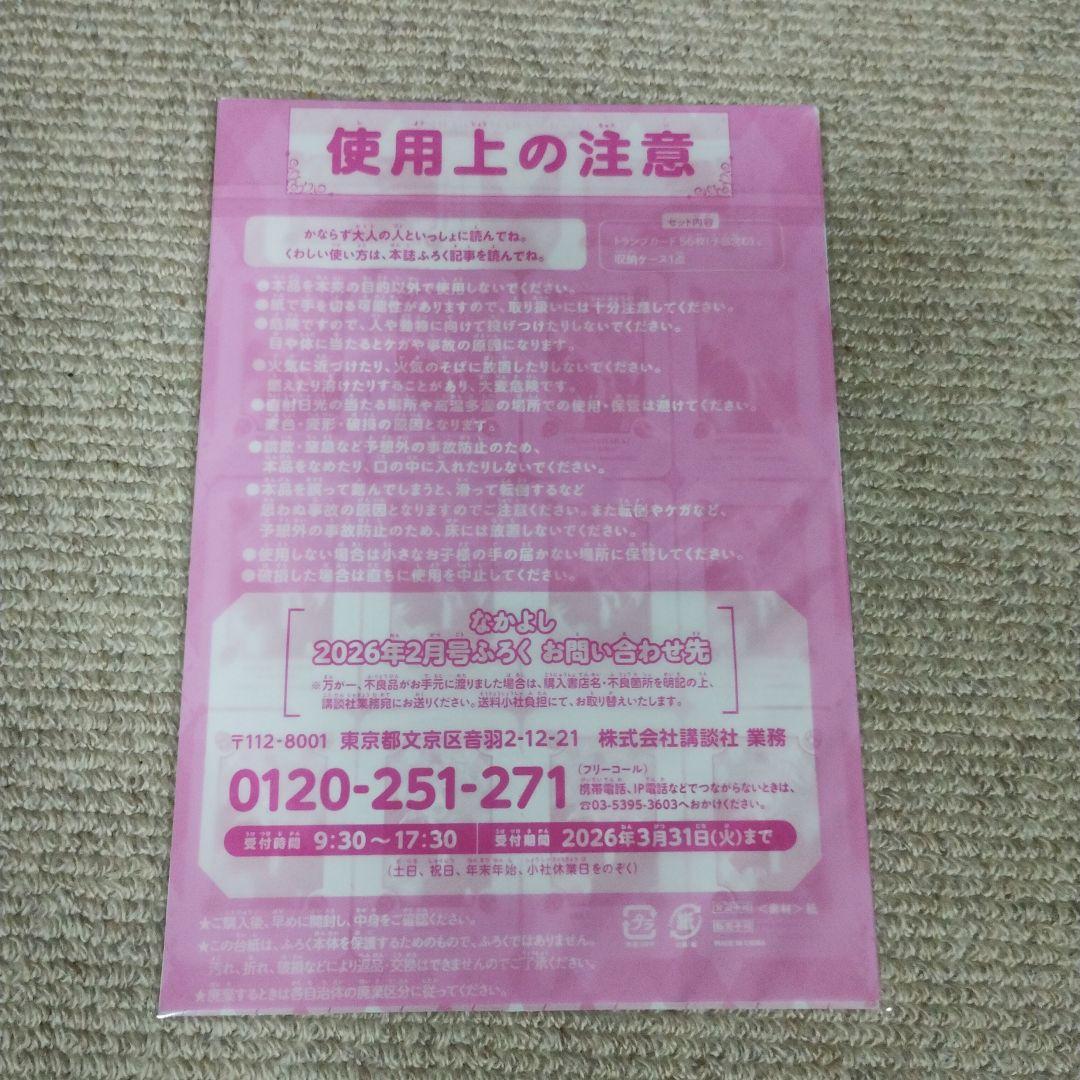 使用上の注意
かならず大人の人といっしょに読んでね。
くわしい使い方は、本誌ふろく記事を読んでね。
セット内容
トランプカード56枚(予備含む)、
収納ケース1点
●本品を本来の目的以外で使用しないでください。
●紙で手を切る可能性がありますので、取り扱いには十分注意してください。
●危険ですので、人や動物に向けて投げつけたりしないでください。
目や体に当たるとケガや事故の原因になります。
●火気に近づけたり、火気のそばに放置したりしないでください。
燃えたり溶けたりすることがあり、大変危険です。
●直射日光の当たる場所や高温多湿の場所での使用・保管は避けてください。
変色・変形・破損の原因となります。
●誤飲・窒息など予想外の事故防止のため、
本品をなめたり、口の中に入れたりしないでください。
●本品を誤って踏んでしまうと、滑って転倒するなど
思わぬ事故の原因となりますのでご注意ください。また転倒やケガなど、
予想外の事故防止のため、床には放置しないでください。
●使用しない場合は小さなお子様の手の届かない場所に保管してください。
●破損した場合は直ちに使用を中止してください。
なかよし
2026年2月号ふろく お問い合わせ先
※万が一、不良品がお手元に渡りました場合は、購入書店名・不良箇所を明記の上、
講談社業務宛にお送りください。送料小社負担にて、お取り替えいたします。
〒112-8001 東京都文京区音羽2-12-21 株式会社講談社 業務
0120-251-271
(フリーコール)
携帯電話、IP電話などでつながらないときは、
☎03-5395-3603へおかけください。
受付時間 9:30〜17:30 受付期間 2026年3月31日(火)まで
(土日、祝日、年末年始、小社休業日をのぞく)
★ご購入後、早めに開封し、中身をご確認ください。
★この台紙は、ふろく本体を保護するためのもので、ふろくではありません。
汚れ、折れ、破損などにより返品・交換はできませんのでご了承ください。
★廃棄するときは各自治体の廃棄区分に従ってください。
プラ
紙
<素材> 紙
MADE IN CHINA